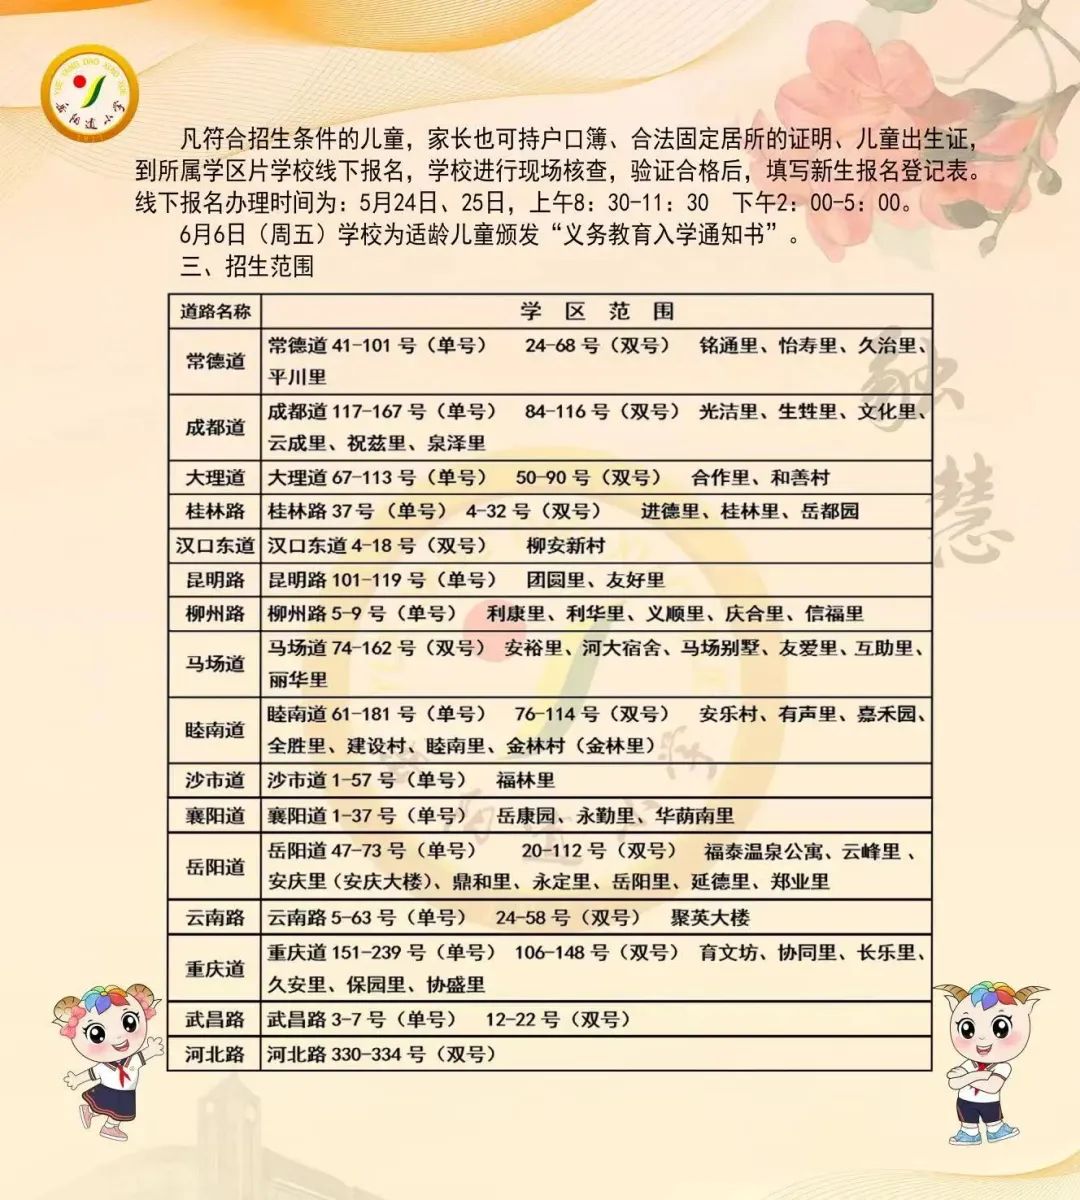 YUE YANG DAO XIAO XUE
岳阳道小学
凡符合招生条件的儿童，家长也可持户口簿、合法固定居所的证明、儿童出生证，
到所属学区片学校线下报名，学校进行现场核查，验证合格后，填写新生报名登记表。
线下报名办理时间为：5月24日、25日，上午8：30-11：30 下午2：00-5：00。
6月6日（周五）学校为适龄儿童颁发“义务教育入学通知书”。
三、招生范围
道路名称 学区范围
常德道 常德道 41-101 号（单号） 24-68 号（双号） 铭通里、怡寿里、久治里、
平川里
成都道 成都道 117-167 号（单号） 84-116 号（双号） 光洁里、生甡里、文化里、
云成里、祝兹里、泉泽里
大理道 大理道 67-113 号（单号） 50-90 号（双号） 合作里、和善村
桂林路 桂林路 37 号（单号） 4-32 号（双号） 进德里、桂林里、岳都园
汉口东道 汉口东道 4-18 号（双号） 柳安新村
昆明路 昆明路 101-119 号（单号） 团圆里、友好里
柳州路 柳州路 5-9 号（单号） 利康里、利华里、义顺里、庆合里、信福里
马场道 马场道 74-162 号（双号） 安裕里、河大宿舍、马场别墅、友爱里、互助里、
丽华里
睦南道 睦南道 61-181 号（单号） 76-114 号（双号） 安乐村、有声里、嘉禾园、
全胜里、建设村、睦南里、金林村（金林里）
沙市道 沙市道 1-57 号（单号） 福林里
襄阳道 襄阳道 1-37 号（单号） 岳康园、永勤里、华荫南里
岳阳道 岳阳道 47-73 号（单号） 20-112 号（双号） 福泰温泉公寓、云峰里、
安庆里（安庆大楼）、鼎和里、永定里、岳阳里、延德里、郑业里
云南路 云南路 5-63 号（单号） 24-58 号（双号） 聚英大楼
重庆道 重庆道 151-239 号（单号） 106-148 号（双号） 育文坊、协同里、长乐里、
久安里、保园里、协盛里
武昌路 武昌路 3-7 号（单号） 12-22 号（双号）
河北路 河北路 330-334 号（双号）
融
慧